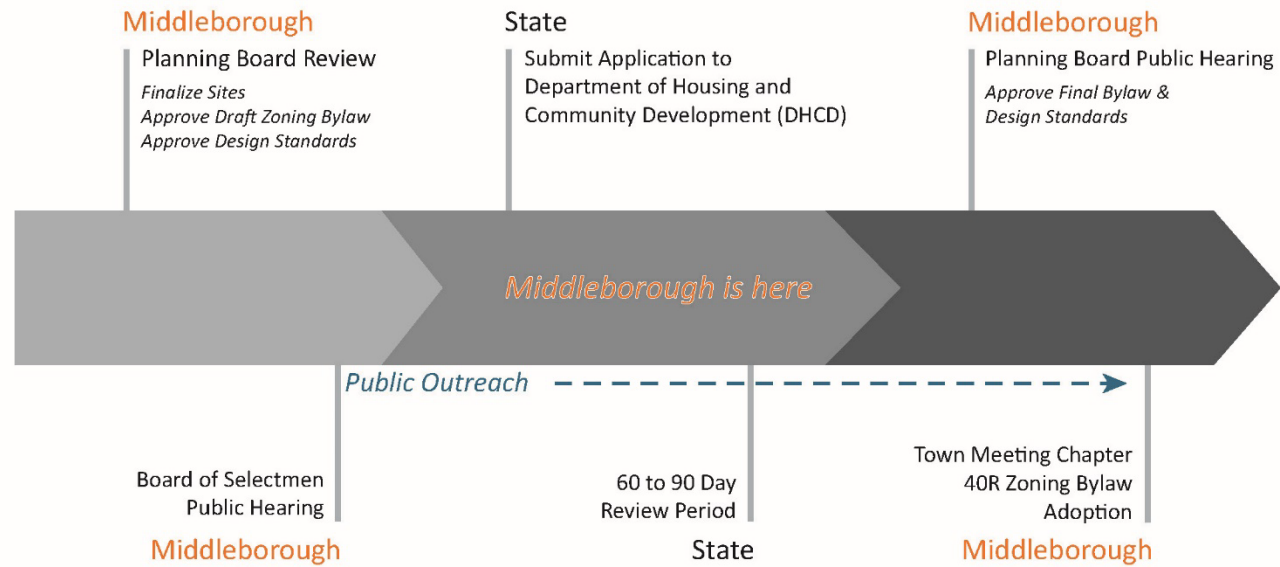 Middleborough
Planning Board Review
Finalize Sites
Approve Draft Zoning Bylaw
Approve Design Standards
State
Submit Application to
Department of Housing and
Community Development (DHCD)
Middleborough
Planning Board Public Hearing
Approve Final Bylaw &
Design Standards
Middleborough is here
Public Outreach
Board of Selectmen
Public Hearing
Middleborough
60 to 90 Day
Review Period
State
Town Meeting Chapter
40R Zoning Bylaw
Adoption
Middleborough